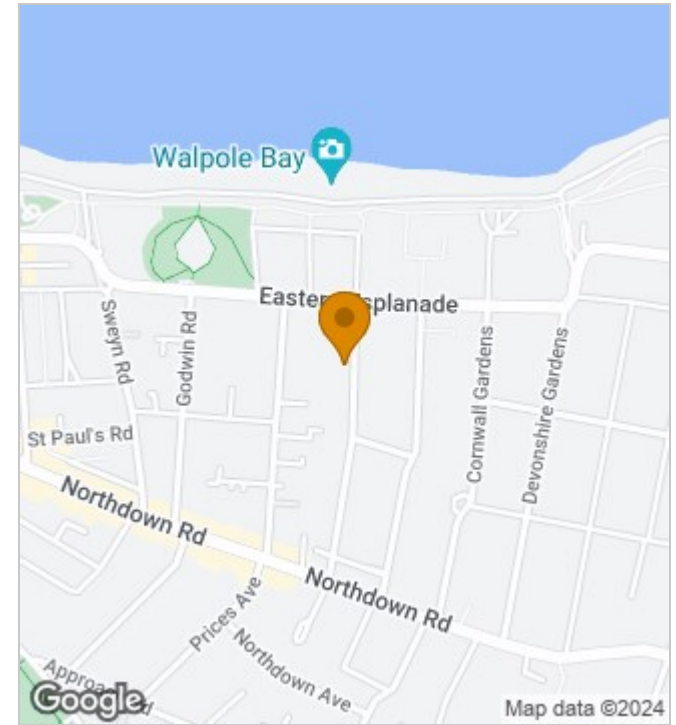 Walpole Bay
Eastern Esplanade
Sweyn Rd
Godwin Rd
Cornwall Gardens
Devonshire Gardens
St Paul's Rd
Northdown Rd
Northdown Rd
Prices Ave
Northdown Ave
Google
Map data ©2024